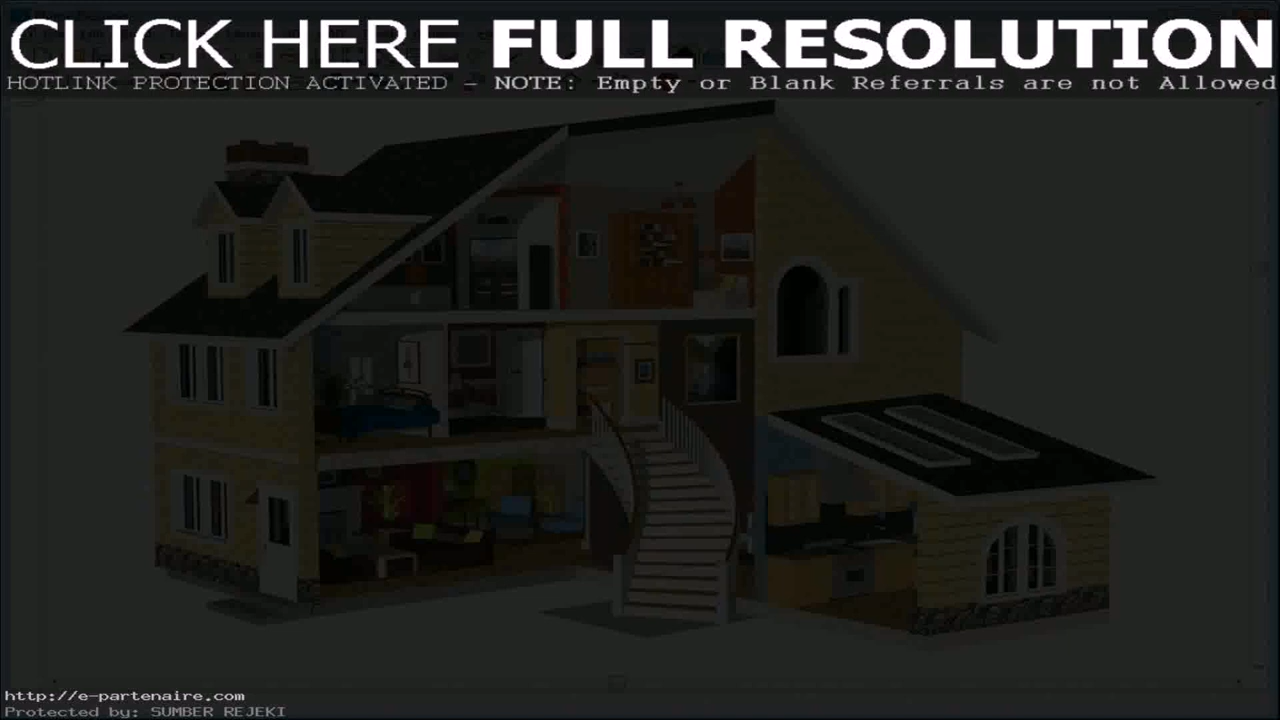 CLICK HERE FULL RESOLUTION
HOTLINK PROTECTION ACTIVATED - NOTE: Empty or Blank Referrals are not Allowed
http://e-partenaire.com
Protected by: SUMBER REJEKI